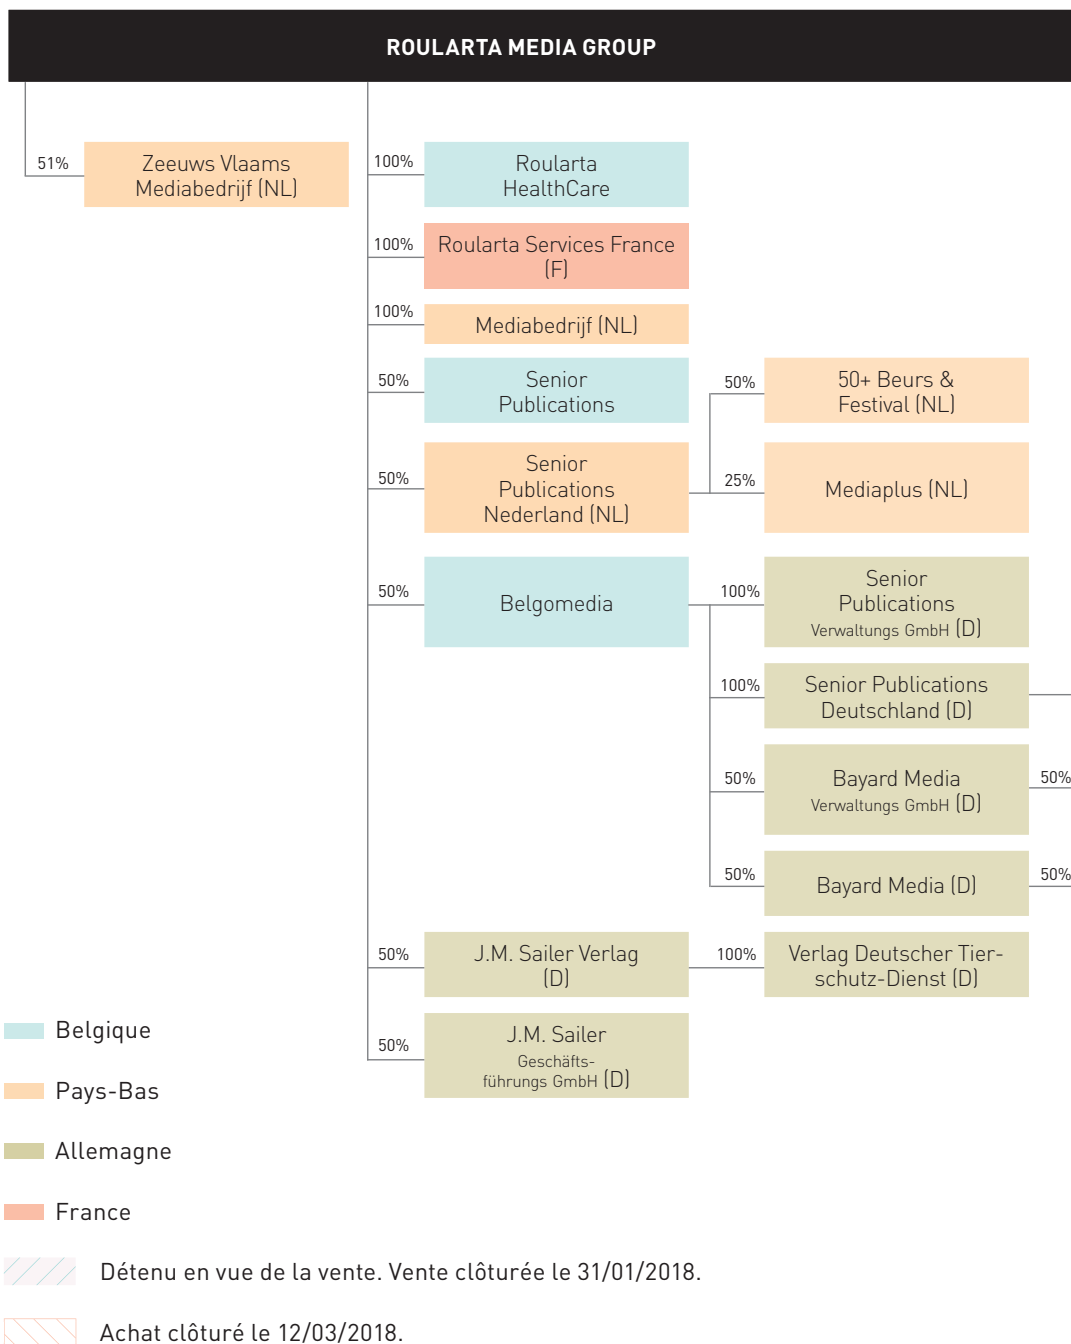 ROULARTA MEDIA GROUP
51%
Zeeuws Vlaams
Mediabedrijf (NL)
100%
Roularta
HealthCare
100%
Roularta Services France
(F)
100%
Mediabedrijf (NL)
50%
Senior
Publications
50%
50+ Beurs &
Festival (NL)
50%
Senior
Publications
Nederland (NL)
25%
Mediaplus (NL)
50%
Belgomedia
100%
Senior
Publications
Verwaltungs GmbH (D)
100%
Senior Publications
Deutschland (D)
50%
Bayard Media
Verwaltungs GmbH (D)
50%
50%
Bayard Media (D)
50%
50%
J.M. Sailer Verlag
(D)
100%
Verlag Deutscher Tier-
schutz-Dienst (D)
50%
J.M. Sailer
Geschäfts-
führungs GmbH (D)
Belgique
Pays-Bas
Allemagne
France
Détenu en vue de la vente. Vente clôturée le 31/01/2018.
Achat clôturé le 12/03/2018.